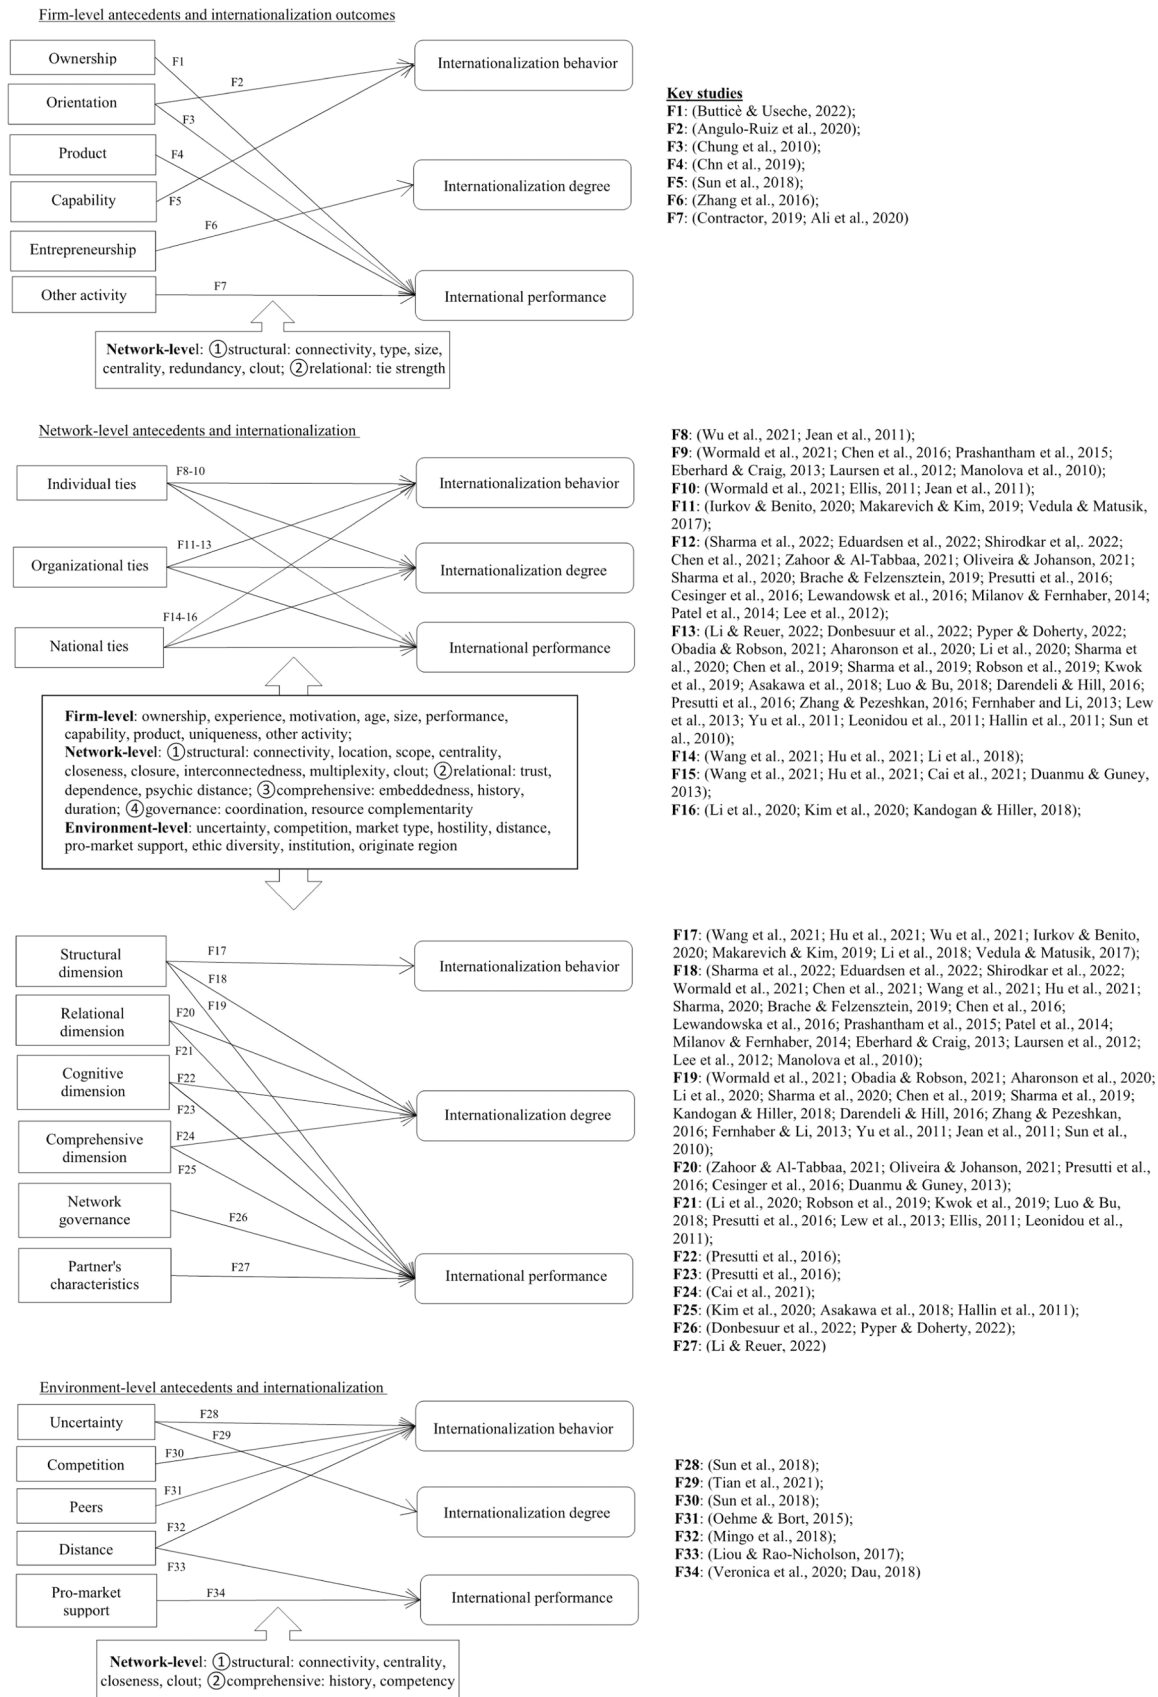 Firm-level antecedents and internationalization outcomes
Ownership
Orientation
Product
Capability
Entrepreneurship
Other activity
F1
F2
F3
F4
F5
F6
F7
Internationalization behavior
Internationalization degree
International performance
Network-level: ①structural: connectivity, type, size,
centrality, redundancy, clout; ②relational: tie strength
Key studies
F1: (Butticè & Useche, 2022);
F2: (Angulo-Ruiz et al., 2020);
F3: (Chung et al., 2010);
F4: (Chn et al., 2019);
F5: (Sun et al., 2018);
F6: (Zhang et al., 2016);
F7: (Contractor, 2019; Ali et al., 2020)
Network-level antecedents and internationalization
Individual ties
Organizational ties
National ties
F8-10
F11-13
F14-16
Internationalization behavior
Internationalization degree
International performance
Firm-level: ownership, experience, motivation, age, size, performance,
capability, product, uniqueness, other activity;
Network-level: ①structural: connectivity, location, scope, centrality,
closeness, closure, interconnectedness, multiplexity, clout; ②relational: trust,
dependence, psychic distance; ③comprehensive: embeddedness, history,
duration; ④governance: coordination, resource complementarity
Environment-level: uncertainty, competition, market type, hostility, distance,
pro-market support, ethic diversity, institution, originate region
F8: (Wu et al., 2021; Jean et al., 2011);
F9: (Wormald et al., 2021; Chen et al., 2016; Prashantham et al., 2015;
Eberhard & Craig, 2013; Laursen et al., 2012; Manolova et al., 2010);
F10: (Wormald et al., 2021; Ellis, 2011; Jean et al., 2011);
F11: (Iurkov & Benito, 2020; Makarevich & Kim, 2019; Vedula & Matusik,
2017);
F12: (Sharma et al., 2022; Eduardsen et al., 2022; Shirodkar et al,. 2022;
Chen et al., 2021; Zahoor & Al-Tabbaa, 2021; Oliveira & Johanson, 2021;
Sharma et al., 2020; Brache & Felzensztein, 2019; Presutti et al., 2016;
Cesinger et al., 2016; Lewandowsk et al., 2016; Milanov & Fernhaber, 2014;
Patel et al., 2014; Lee et al., 2012);
F13: (Li & Reuer, 2022; Donbesuur et al., 2022; Pyper & Doherty, 2022;
Obadia & Robson, 2021; Aharonson et al., 2020; Li et al., 2020; Sharma
et al., 2020; Chen et al., 2019; Sharma et al., 2019; Robson et al., 2019; Kwok
et al., 2019; Asakawa et al., 2018; Luo & Bu, 2018; Darendeli & Hill, 2016;
Presutti et al., 2016; Zhang & Pezeshkan, 2016; Fernhaber and Li, 2013; Lew
et al., 2013; Yu et al., 2011; Leonidou et al., 2011; Hallin et al., 2011; Sun et
al., 2010);
F14: (Wang et al., 2021; Hu et al., 2021; Li et al., 2018);
F15: (Wang et al., 2021; Hu et al., 2021; Cai et al., 2021; Duanmu & Guney,
2013);
F16: (Li et al., 2020; Kim et al., 2020; Kandogan & Hiller, 2018);
Structural
dimension
Relational
dimension
Cognitive
dimension
Comprehensive
dimension
Network
governance
Partner's
characteristics
F17
F18
F19
F20
F21
F22
F23
F24
F25
F26
F27
Internationalization behavior
Internationalization degree
International performance
F17: (Wang et al., 2021; Hu et al., 2021; Wu et al., 2021; Iurkov & Benito,
2020; Makarevich & Kim, 2019; Li et al., 2018; Vedula & Matusik, 2017);
F18: (Sharma et al., 2022; Eduardsen et al., 2022; Shirodkar et al., 2022;
Wormald et al., 2021; Chen et al., 2021; Wang et al., 2021; Hu et al., 2021;
Sharma, 2020; Brache & Felzensztein, 2019; Chen et al., 2016;
Lewandowska et al., 2016; Prashantham et al., 2015; Patel et al., 2014;
Milanov & Fernhaber, 2014; Eberhard & Craig, 2013; Laursen et al., 2012;
Lee et al., 2012; Manolova et al., 2010);
F19: (Wormald et al., 2021; Obadia & Robson, 2021; Aharonson et al., 2020;
Li et al., 2020; Sharma et al., 2020; Chen et al., 2019; Sharma et al., 2019;
Kandogan & Hiller, 2018; Darendeli & Hill, 2016; Zhang & Pezeshkan,
2016; Fernhaber & Li, 2013; Yu et al., 2011; Jean et al., 2011; Sun et al.,
2010);
F20: (Zahoor & Al-Tabbaa, 2021; Oliveira & Johanson, 2021; Presutti et al.,
2016; Cesinger et al., 2016; Duanmu & Guney, 2013);
F21: (Li et al., 2020; Robson et al., 2019; Kwok et al., 2019; Luo & Bu,
2018; Presutti et al., 2016; Lew et al., 2013; Ellis, 2011; Leonidou et al.,
2011);
F22: (Presutti et al., 2016);
F23: (Presutti et al., 2016);
F24: (Cai et al., 2021);
F25: (Kim et al., 2020; Asakawa et al., 2018; Hallin et al., 2011);
F26: (Donbesuur et al., 2022; Pyper & Doherty, 2022);
F27: (Li & Reuer, 2022)
Environment-level antecedents and internationalization
Uncertainty
Competition
Peers
Distance
Pro-market
support
F28
F29
F30
F31
F32
F33
F34
Internationalization behavior
Internationalization degree
International performance
Network-level: ①structural: connectivity, centrality,
closeness, clout; ②comprehensive: history, competency
F28: (Sun et al., 2018);
F29: (Tian et al., 2021);
F30: (Sun et al., 2018);
F31: (Oehme & Bort, 2015);
F32: (Mingo et al., 2018);
F33: (Liou & Rao-Nicholson, 2017);
F34: (Veronica et al., 2020; Dau, 2018)